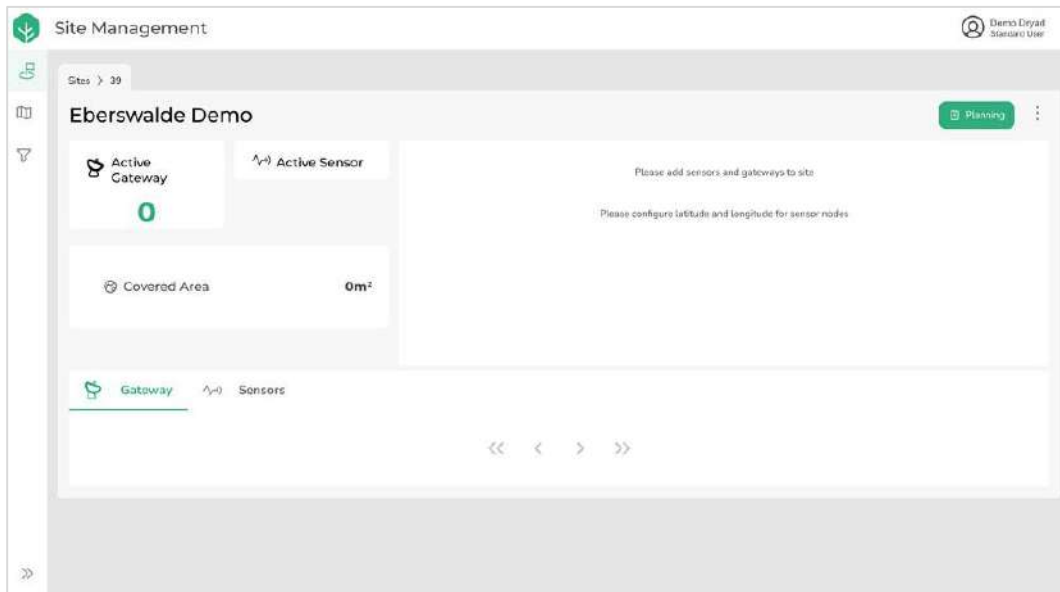 Site Management
Demo Dryad
Standard User
Sites > 39
Eberswalde Demo
Planning
Active
Gateway
0
Active Sensor
Please add sensors and gateways to site
Please configure latitude and longitude for sensor nodes
Covered Area
0m²
Gateway
Sensors